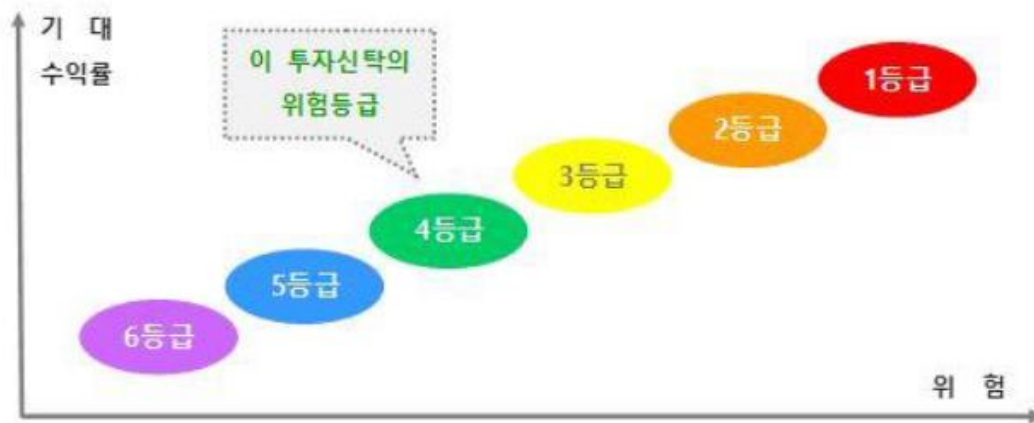 기 대
수익률
이 투자신탁의
위험등급
1등급
2등급
3등급
4등급
5등급
6등급
위 험